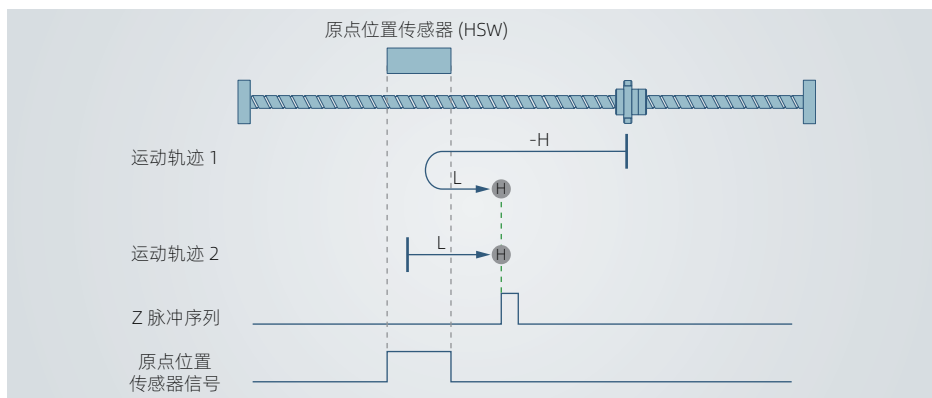 原点位置传感器 (HSW)
-H
运动轨迹 1
L
H
运动轨迹 2
L
H
Z 脉冲序列
原点位置
传感器信号